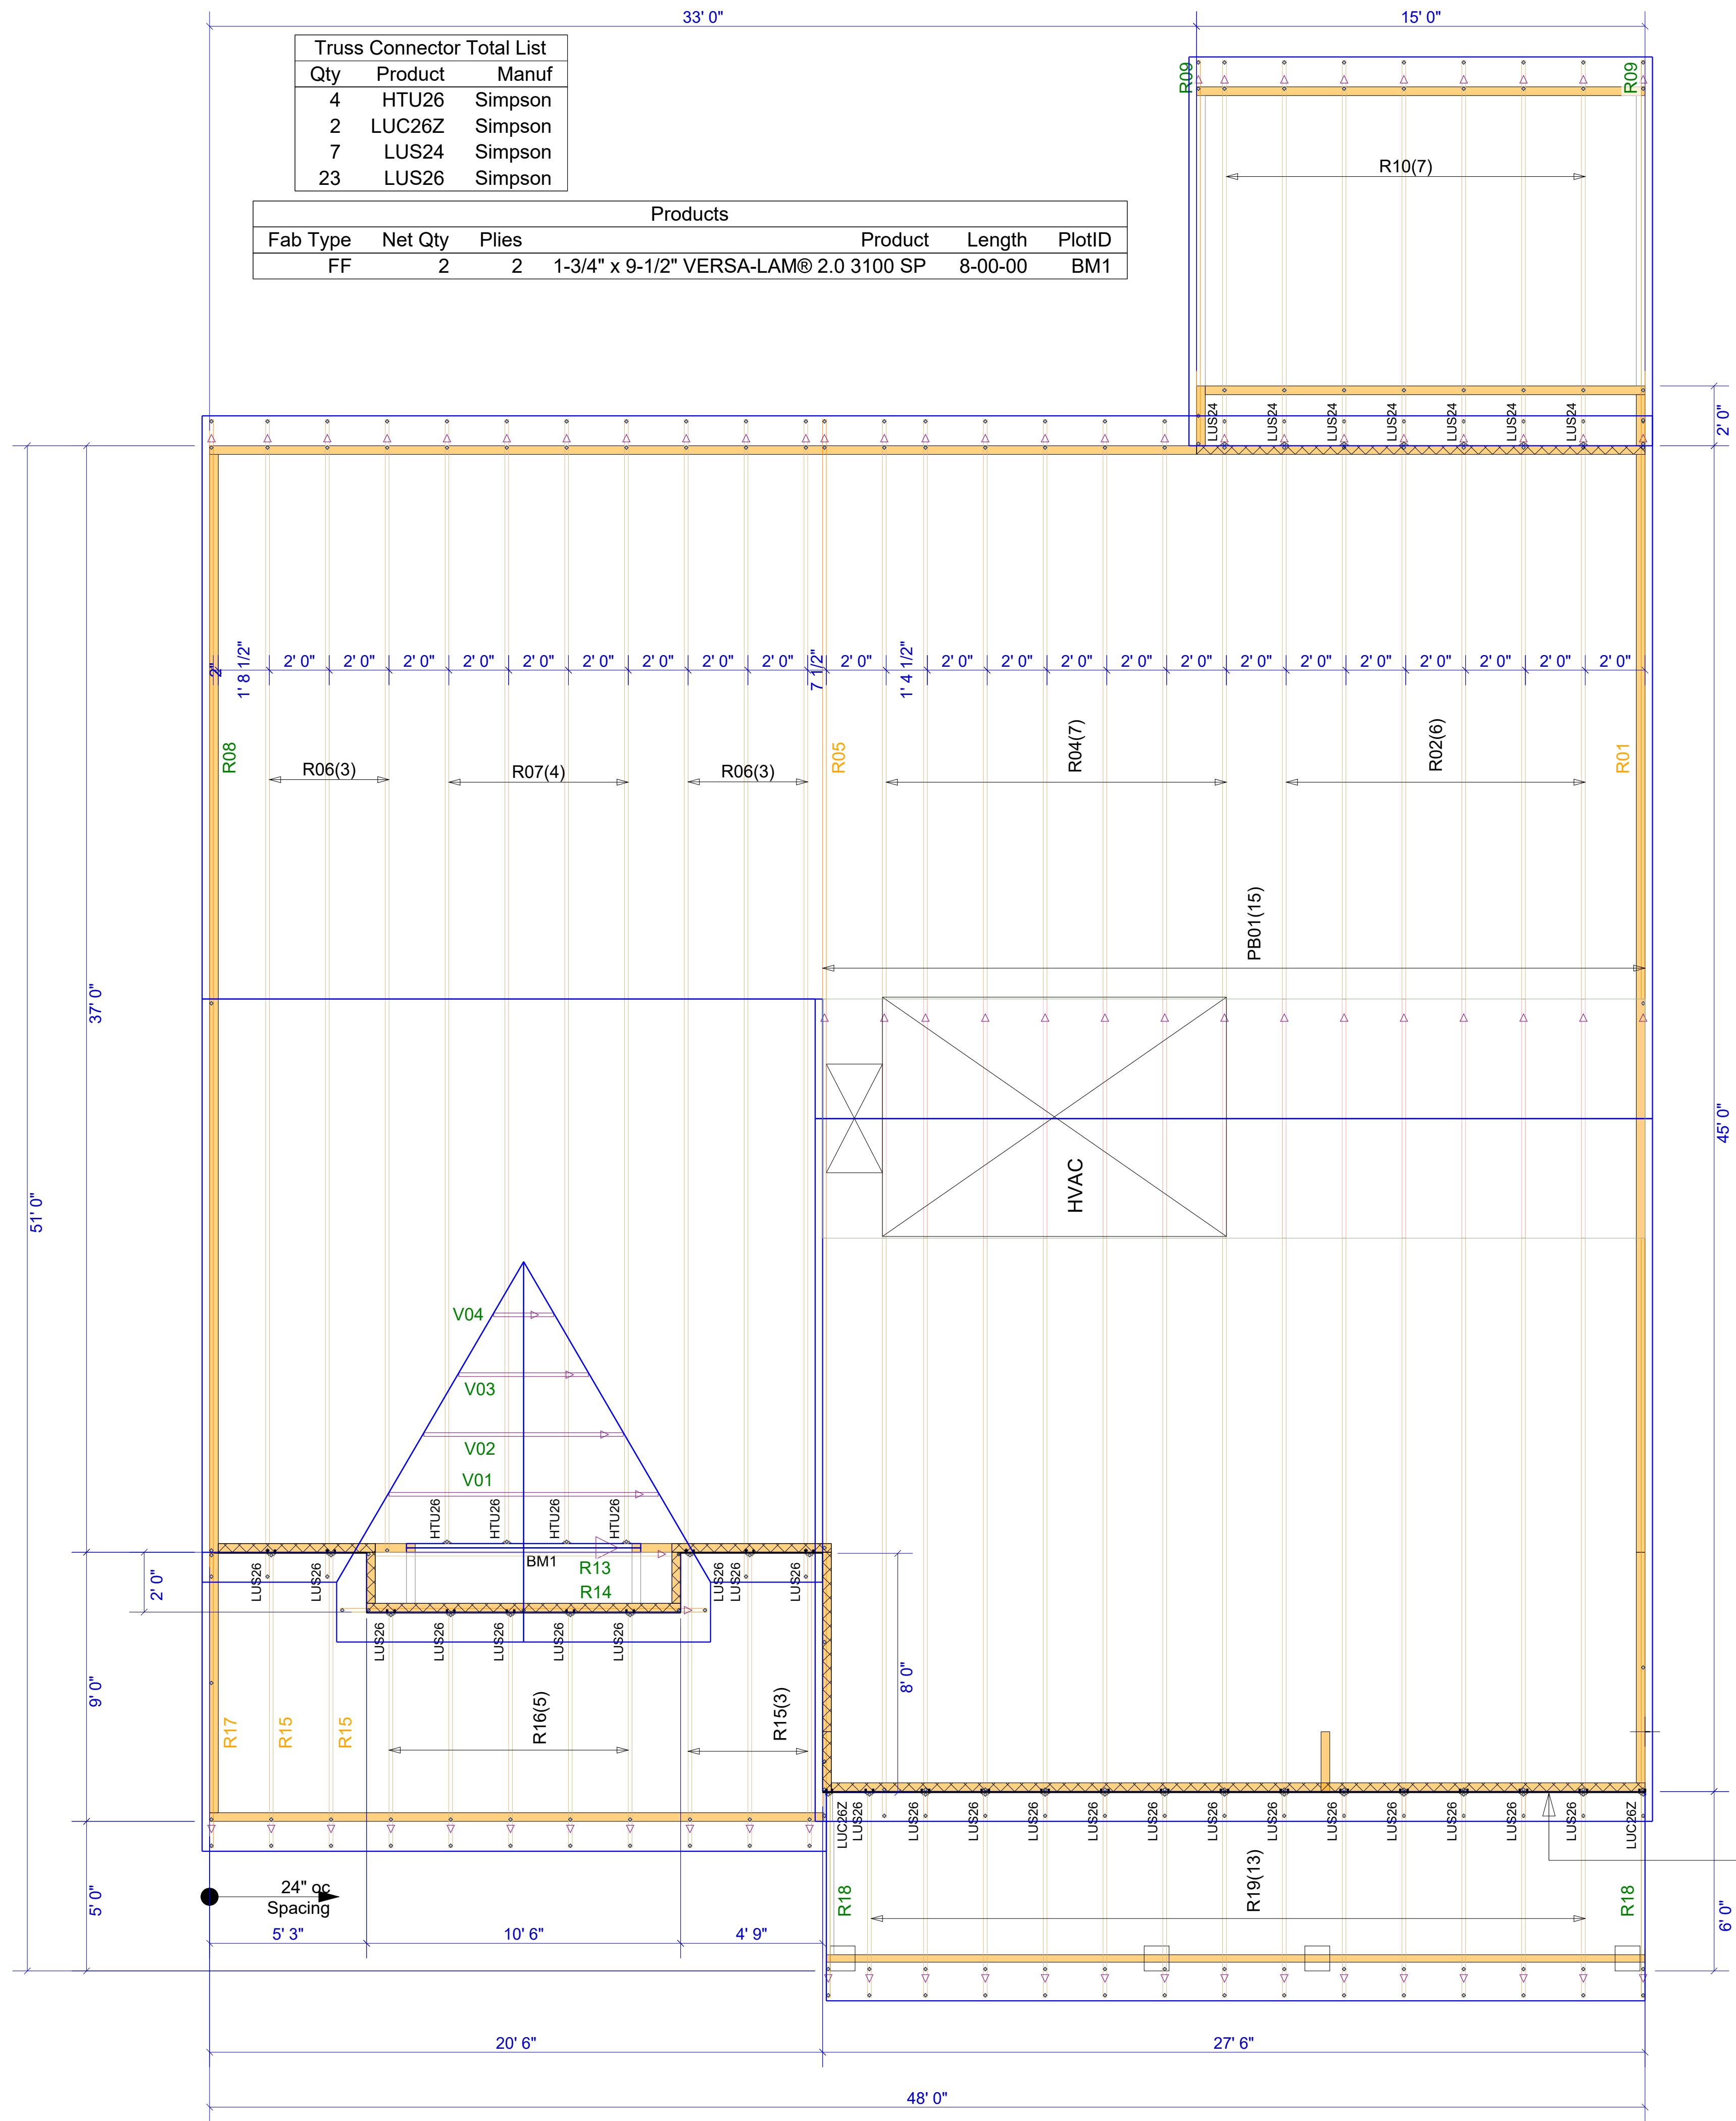 33' 0" 15' 0"
Truss Connector Total List
Qty Product Manuf
4 HTU26 Simpson
2 LUC26Z Simpson
7 LUS24 Simpson
23 LUS26 Simpson
Products
Fab Type Net Qty Plies Product Length PlotID
FF 2 2 1-3/4" x 9-1/2" VERSA-LAM® 2.0 3100 SP 8-00-00 BM1
R09 R09
R10(7)
LUS24 LUS24 LUS24 LUS24 LUS24 LUS24 LUS24
2' 0"
2" 1' 8 1/2" 2' 0" 2' 0" 2' 0" 2' 0" 2' 0" 2' 0" 2' 0" 2' 0" 2' 0" 7 1/2" 2' 0" 1' 4 1/2" 2' 0" 2' 0" 2' 0" 2' 0" 2' 0" 2' 0" 2' 0" 2' 0" 2' 0" 2' 0" 2' 0" 2' 0"
R08 R06(3) R07(4) R06(3) R05 R04(7) R02(6) R01
PB01(15)
37' 0"
45' 0"
51' 0"
HVAC
V04
V03
V02
V01
HTU26 HTU26 HTU26 HTU26
BM1
R13
R14
2' 0"
LUS26 LUS26 LUS26 LUS26 LUS26
LUS26 LUS26 LUS26 LUS26 LUS26
9' 0"
8' 0"
R17 R15 R15 R16(5) R15(3)
LUC26Z LUS26 LUS26 LUS26 LUS26 LUS26 LUS26 LUS26 LUS26 LUS26 LUS26 LUS26 LUS26 LUS26 LUC26Z
R18 R19(13) R18
24" oc
Spacing
5' 0"
6' 0"
5' 3" 10' 6" 4' 9"
20' 6" 27' 6"
48' 0"